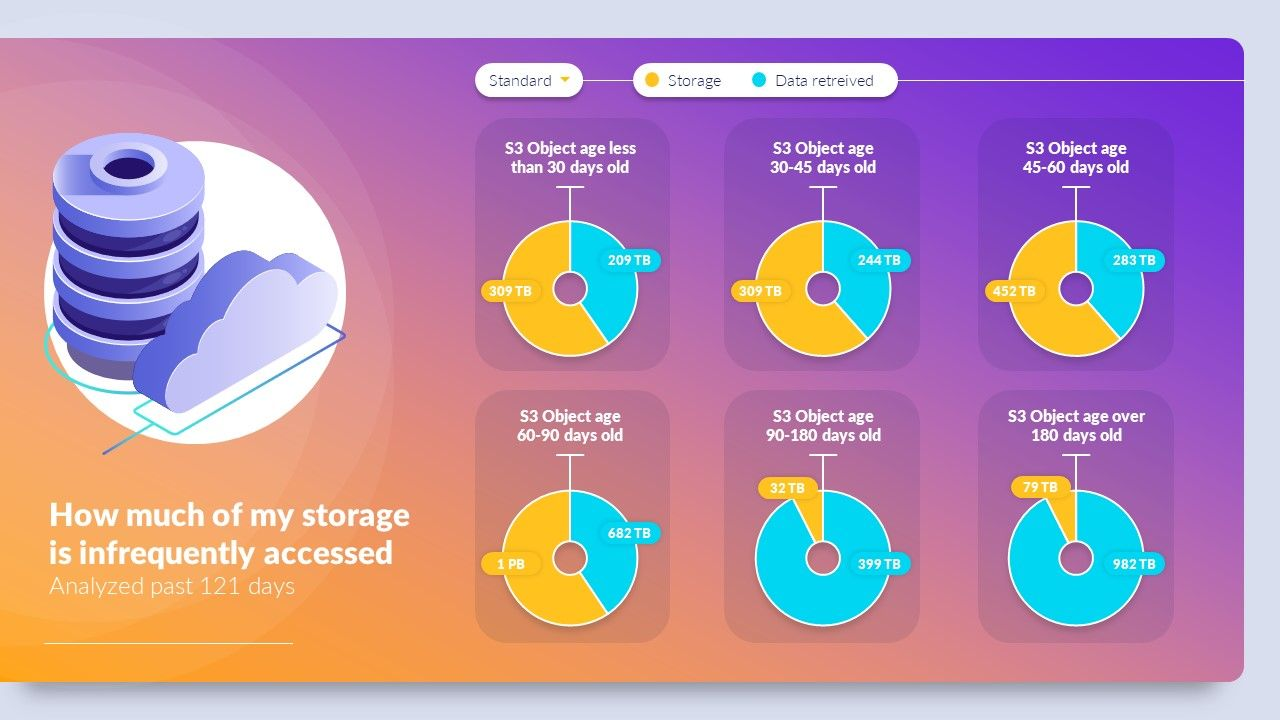 Standard
Storage
Data retreived
S3 Object age less
than 30 days old
309 TB
209 TB
S3 Object age
30-45 days old
309 TB
244 TB
S3 Object age
45-60 days old
452 TB
283 TB
S3 Object age
60-90 days old
1 PB
682 TB
S3 Object age
90-180 days old
32 TB
399 TB
S3 Object age over
180 days old
79 TB
982 TB
How much of my storage
is infrequently accessed
Analyzed past 121 days